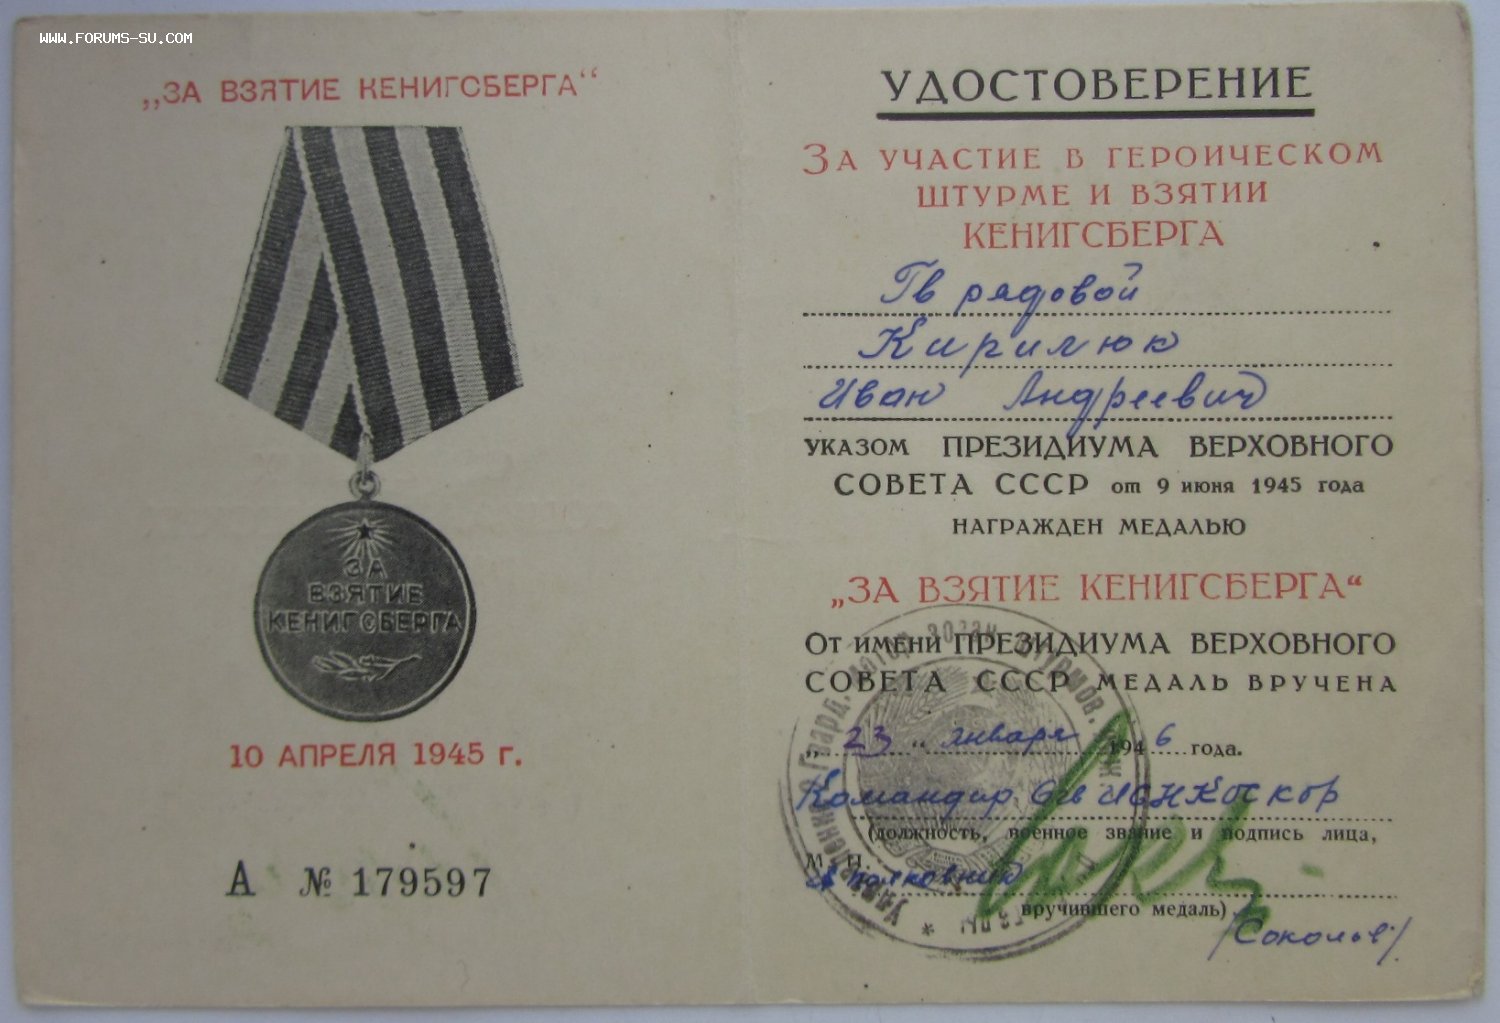 WWW.FORUMS-SU.COM
„ЗА ВЗЯТИЕ КЕНИГСБЕРГА“
ЗА
ВЗЯТИЕ
КЕНИГСБЕРГА
10 АПРЕЛЯ 1945 г.
А № 179597
УДОСТОВЕРЕНИЕ
ЗА УЧАСТИЕ В ГЕРОИЧЕСКОМ
ШТУРМЕ И ВЗЯТИИ
КЕНИГСБЕРГА
Гв рядовой
Кирилюк
Иван Андреевич
УКАЗОМ ПРЕЗИДИУМА ВЕРХОВНОГО
СОВЕТА СССР от 9 июня 1945 года
НАГРАЖДЕН МЕДАЛЬЮ
„ЗА ВЗЯТИЕ КЕНИГСБЕРГА“
ОТ ИМЕНИ ПРЕЗИДИУМА ВЕРХОВНОГО
СОВЕТА СССР МЕДАЛЬ ВРУЧЕНА
„23“ января 1946 года.
Командир
(должность, военное звание и подпись лица,
М. П.
полковник
вручившего медаль)
/Соколов/